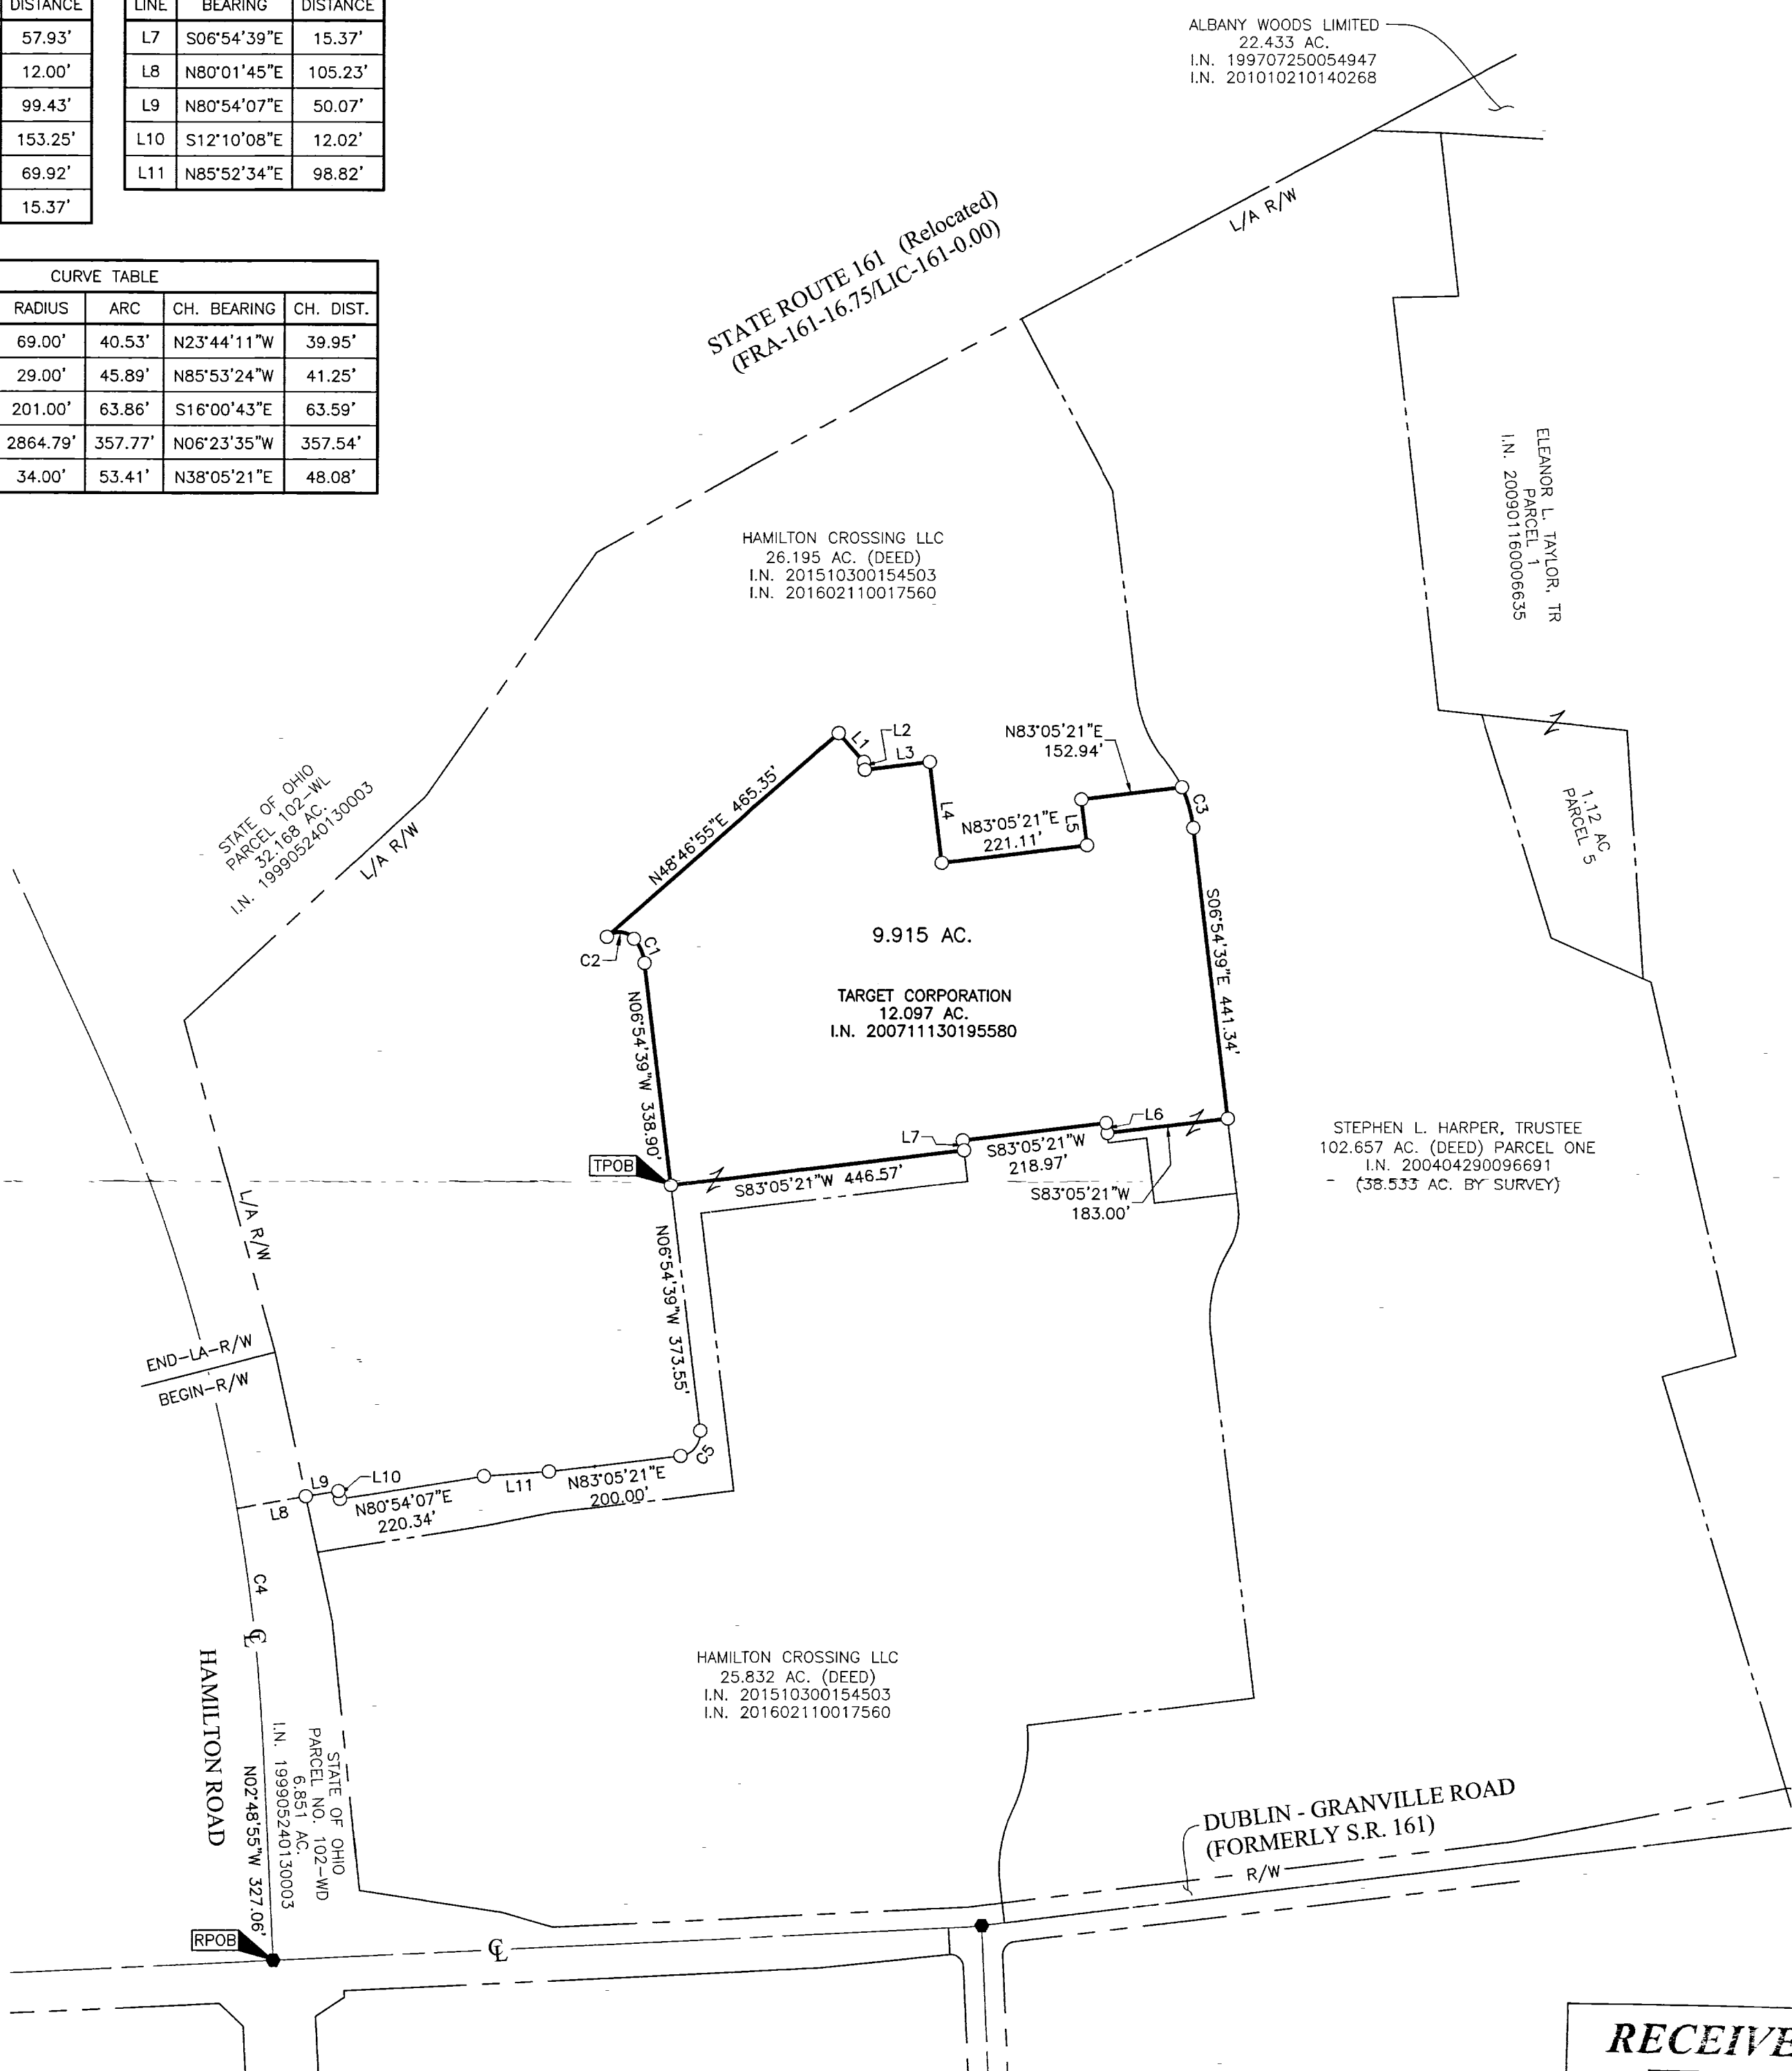 DISTANCE
57.93'
12.00'
99.43'
153.25'
69.92'
15.37'
LINE BEARING DISTANCE
L7 S06°54'39"E 15.37'
L8 N80°01'45"E 105.23'
L9 N80°54'07"E 50.07'
L10 S12°10'08"E 12.02'
L11 N85°52'34"E 98.82'
CURVE TABLE
RADIUS ARC CH. BEARING CH. DIST.
69.00' 40.53' N23°44'11"W 39.95'
29.00' 45.89' N85°53'24"W 41.25'
201.00' 63.86' S16°00'43"E 63.59'
2864.79' 357.77' N06°23'35"W 357.54'
34.00' 53.41' N38°05'21"E 48.08'
ALBANY WOODS LIMITED
22.433 AC.
I.N. 199707250054947
I.N. 201010210140268
L/A R/W
STATE ROUTE 161 (Relocated)
(FRA-161-16.75/LIC-161-0.00)
ELEANOR L. TAYLOR, TR
PARCEL 1
I.N. 200901160006635
HAMILTON CROSSING LLC
26.195 AC. (DEED)
I.N. 201510300154503
I.N. 201602110017560
STATE OF OHIO
PARCEL 102-WL
32.168 AC.
I.N. 199905240130003
L/A R/W
L1
L2
L3
L4
L5
N83°05'21"E
152.94'
C3
N83°05'21"E
221.11'
N48°46'55"E 465.35'
1.12 AC
PARCEL 5
C2
C1
9.915 AC.
TARGET CORPORATION
12.097 AC.
I.N. 200711130195580
S06°54'39"E 441.34'
N06°54'39"W 338.90'
L6
L7
TPOB
S83°05'21"W 446.57'
S83°05'21"W
218.97'
S83°05'21"W
183.00'
STEPHEN L. HARPER, TRUSTEE
102.657 AC. (DEED) PARCEL ONE
I.N. 200404290096691
(38.533 AC. BY SURVEY)
L/A R/W
N06°54'39"W 373.55'
END-LA-R/W
BEGIN-R/W
C5
L8
L9
L10
L11
N80°54'07"E
220.34'
N83°05'21"E
200.00'
C4
℄
HAMILTON ROAD
N02°48'55"W 327.06'
STATE OF OHIO
PARCEL NO. 102-WD
6.851 AC.
I.N. 199905240130003
HAMILTON CROSSING LLC
25.832 AC. (DEED)
I.N. 201510300154503
I.N. 201602110017560
DUBLIN - GRANVILLE ROAD
(FORMERLY S.R. 161)
R/W
RPOB
℄
RECEIVE